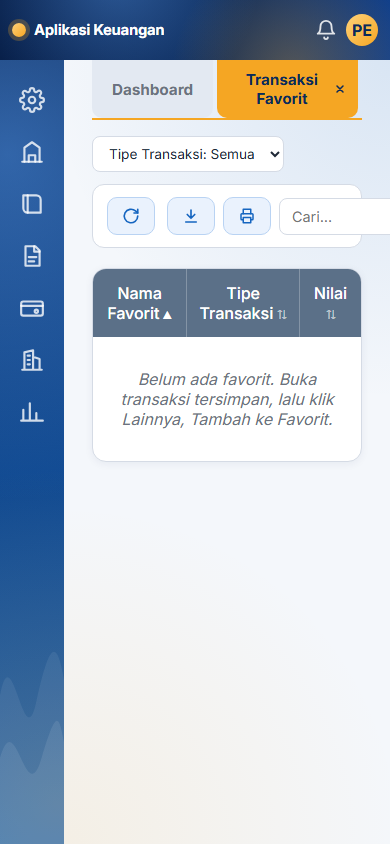 Aplikasi Keuangan
PE
Dashboard
Transaksi
Favorit ×
Tipe Transaksi: Semua
Cari...
Nama
Favorit ▲
Tipe
Transaksi ⇅
Nilai
⇅
Belum ada favorit. Buka
transaksi tersimpan, lalu klik
Lainnya, Tambah ke Favorit.